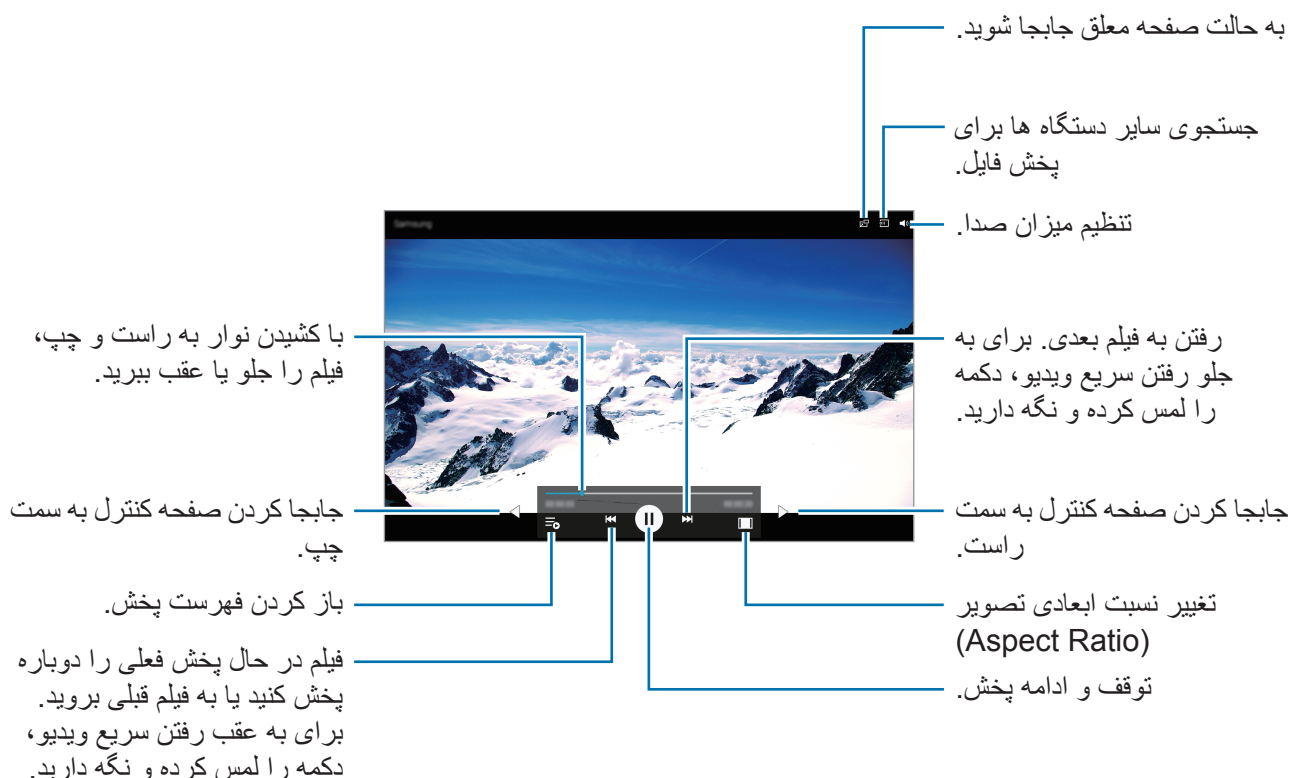 به حالت صفحه معلق جابجا شوید.
جستجوی سایر دستگاه ها برای
پخش فایل.
تنظیم میزان صدا.
Samsung
رفتن به فیلم بعدی. برای به
جلو رفتن سریع ویدیو، دکمه
را لمس کرده و نگه دارید.
با کشیدن نوار به راست و چپ،
فیلم را جلو یا عقب ببرید.
جابجا کردن صفحه کنترل به سمت
راست.
جابجا کردن صفحه کنترل به سمت
چپ.
تغییر نسبت ابعادی تصویر
(Aspect Ratio)
باز کردن فهرست پخش.
توقف و ادامه پخش.
فیلم در حال پخش فعلی را دوباره
پخش کنید یا به فیلم قبلی بروید.
برای به عقب رفتن سریع ویدیو،
دکمه را لمس کرده و نگه دارید.